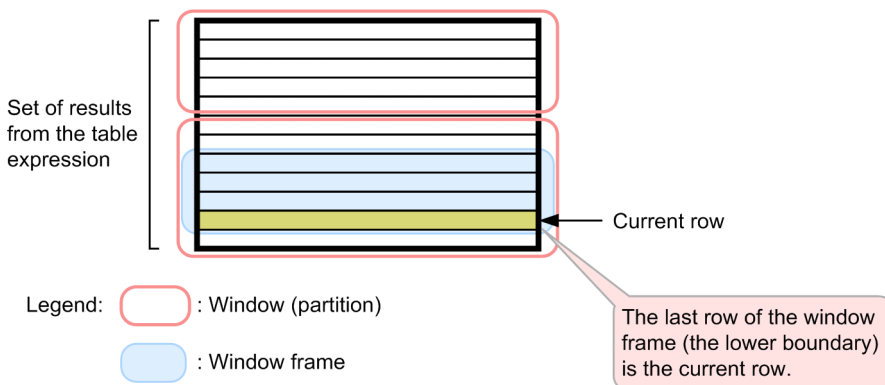 Set of results
from the table
expression
Current row
Legend:
: Window (partition)
: Window frame
The last row of the window
frame (the lower boundary)
is the current row.